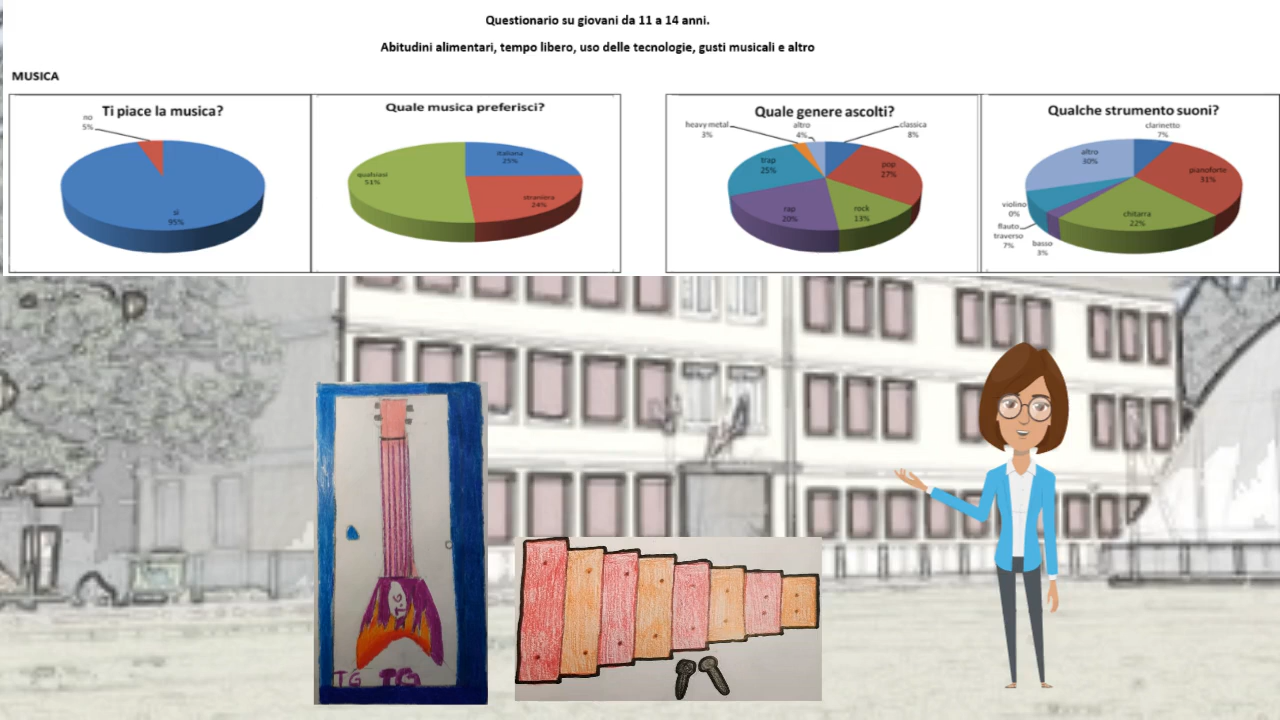 Questionario su giovani da 11 a 14 anni.
Abitudini alimentari, tempo libero, uso delle tecnologie, gusti musicali e altro
MUSICA
Ti piace la musica?
no
5%
sì
95%
Quale musica preferisci?
italiana
25%
straniera
24%
qualsiasi
51%
Quale genere ascolti?
heavy metal
3%
altro
4%
classica
8%
trap
25%
pop
27%
rap
20%
rock
13%
Qualche strumento suoni?
clarinetto
7%
altro
30%
pianoforte
31%
violino
0%
flauto
traverso
7%
basso
3%
chitarra
22%
T.G
TG TG